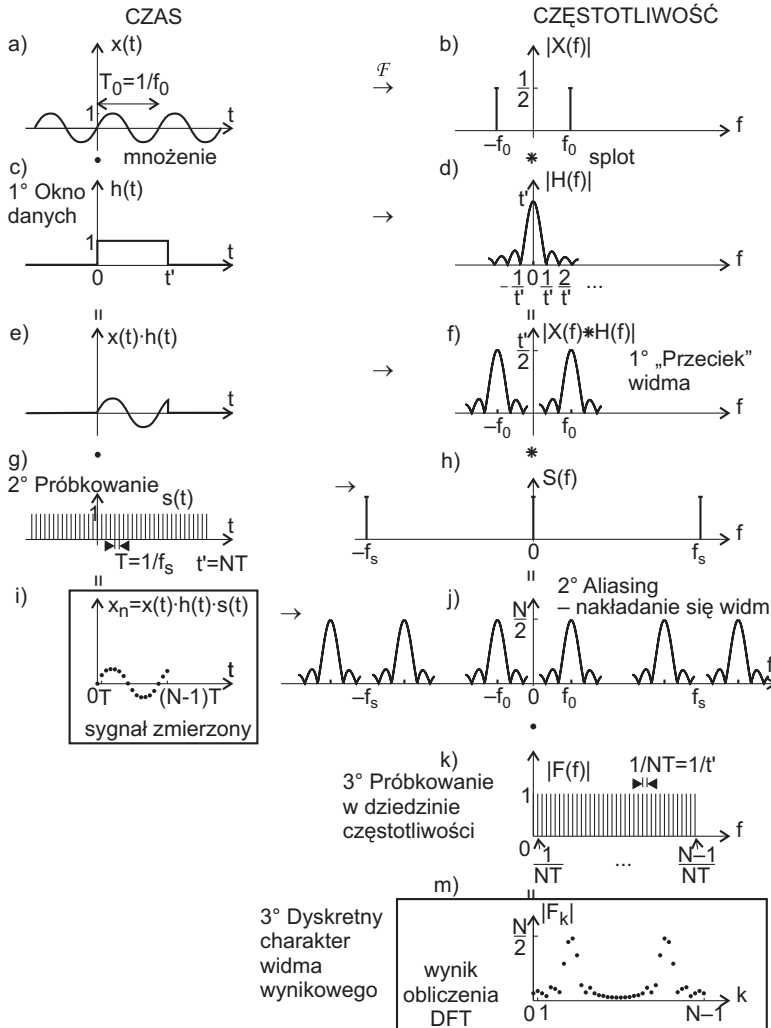 CZAS
CZĘSTOTLIWOŚĆ
a)
x(t)
T₀=1/f₀
1
t
ℱ
→
b)
|X(f)|
1/2
–f₀
f₀
f
• mnożenie
* splot
c)
1° Okno
danych
h(t)
1
0
t'
t
→
d)
|H(f)|
t'
-1/t' 0 1/t' 2/t' ...
f
=
=
e)
x(t)·h(t)
t
→
f)
|X(f)*H(f)|
t'/2
1° „Przeciek”
widma
–f₀
f₀
f
•
*
g)
2° Próbkowanie
s(t)
1
t
T=1/fₛ
t'=NT
→
h)
S(f)
–fₛ
0
fₛ
f
=
=
i)
xₙ=x(t)·h(t)·s(t)
t
0 T
(N-1)T
sygnał zmierzony
→
j)
2° Aliasing
– nakładanie się widm
N/2
–fₛ
–f₀
0
f₀
fₛ
f
•
k)
3° Próbkowanie
w dziedzinie
częstotliwości
|F(f)|
1/NT=1/t'
1
0
f
1/NT
...
N–1/NT
=
m)
3° Dyskretny
charakter
widma
wynikowego
|Fₖ|
N/2
wynik
obliczenia
DFT
0 1
N–1
k